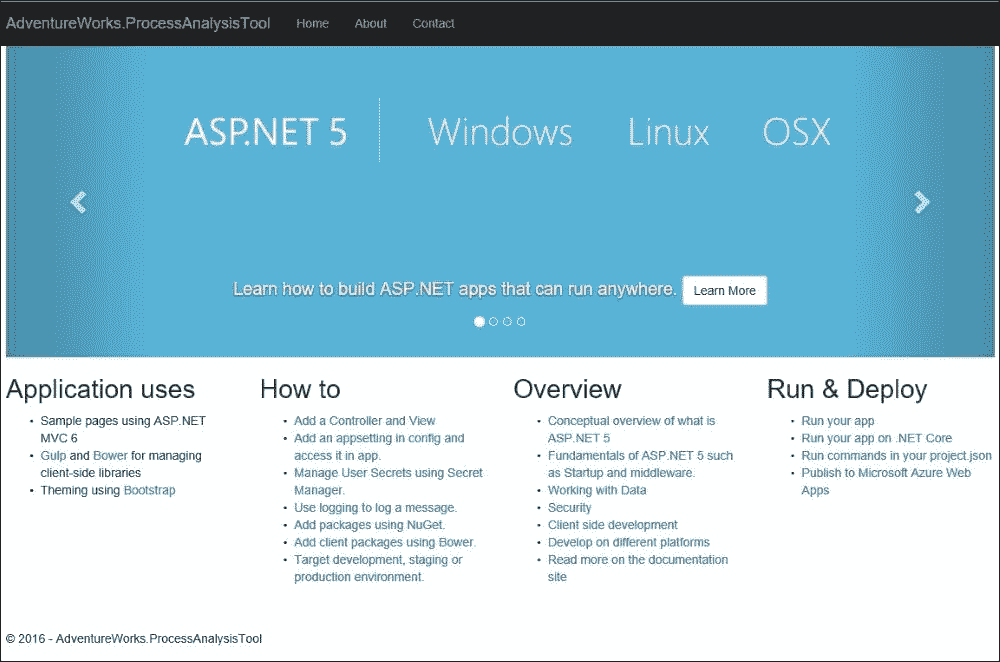 AdventureWorks.ProcessAnalysisTool Home About Contact
ASP.NET 5 Windows Linux OSX
Learn how to build ASP.NET apps that can run anywhere. Learn More
Application uses
Sample pages using ASP.NET
MVC 6
Gulp and Bower for managing
client-side libraries
Theming using Bootstrap
How to
Add a Controller and View
Add an appsetting in config and
access it in app.
Manage User Secrets using Secret
Manager.
Use logging to log a message.
Add packages using NuGet.
Add client packages using Bower.
Target development, staging or
production environment.
Overview
Conceptual overview of what is
ASP.NET 5
Fundamentals of ASP.NET 5 such
as Startup and middleware.
Working with Data
Security
Client side development
Develop on different platforms
Read more on the documentation
site
Run & Deploy
Run your app
Run your app on .NET Core
Run commands in your project.json
Publish to Microsoft Azure Web
Apps
© 2016 - AdventureWorks.ProcessAnalysisTool